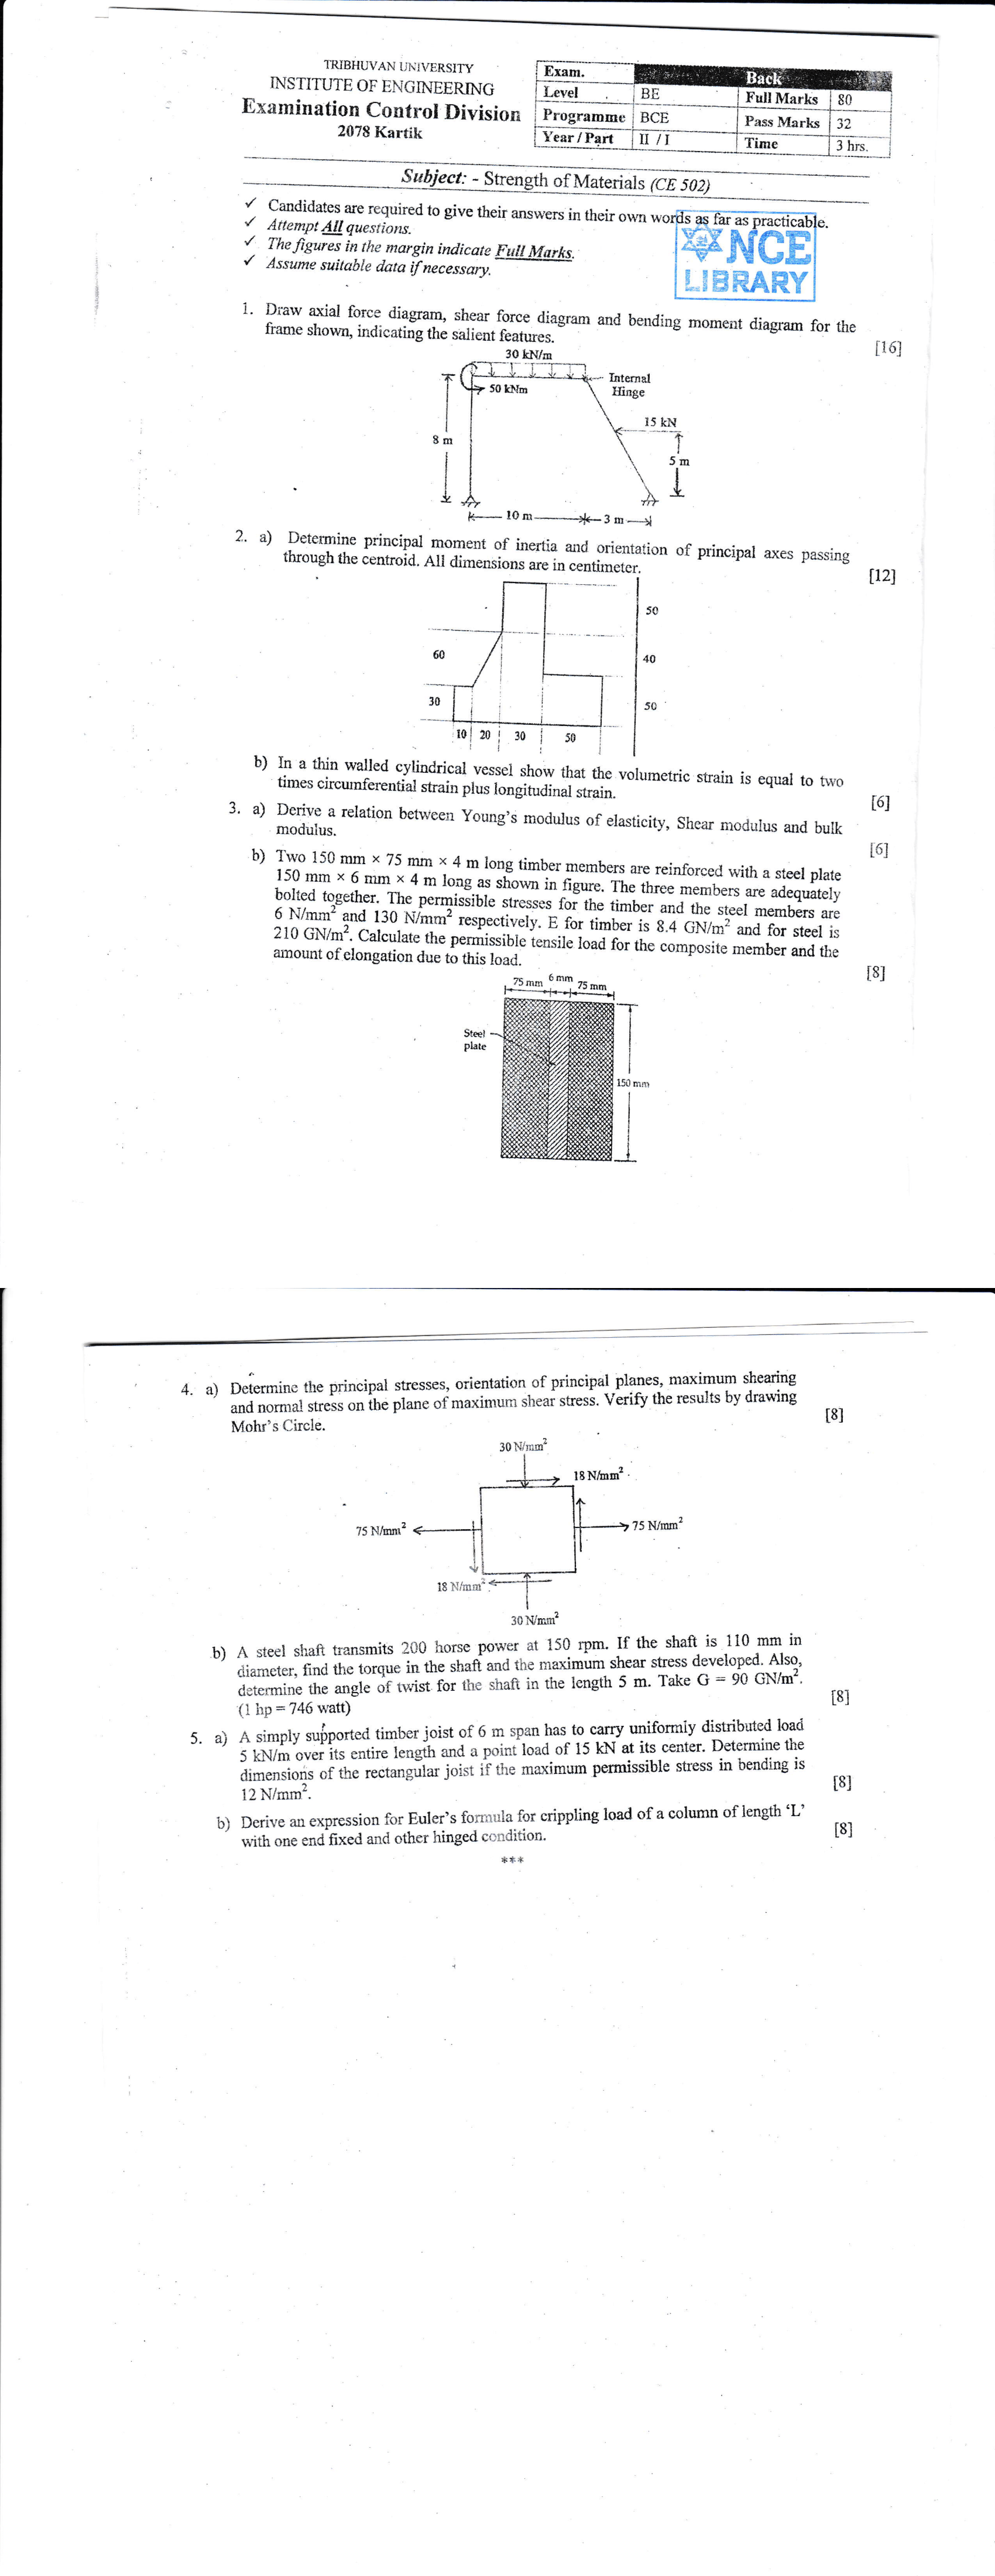 TRIBHUVAN UNIVERSITY
INSTITUTE OF ENGINEERING
Examination Control Division
2078 Kartik
Exam. Back
Level BE Full Marks 80
Programme BCE Pass Marks 32
Year / Part II / I Time 3 hrs.
Subject: - Strength of Materials (CE 502)
✓ Candidates are required to give their answers in their own words as far as practicable.
✓ Attempt All questions.
✓ The figures in the margin indicate Full Marks.
✓ Assume suitable data if necessary.
NCE
LIBRARY
1. Draw axial force diagram, shear force diagram and bending moment diagram for the
frame shown, indicating the salient features. [16]
30 kN/m
Internal
Hinge
50 kNm
15 kN
8 m
5 m
10 m 3 m
2. a) Determine principal moment of inertia and orientation of principal axes passing
through the centroid. All dimensions are in centimeter. [12]
50
60
40
30
50
10 20 30 50
b) In a thin walled cylindrical vessel show that the volumetric strain is equal to two
times circumferential strain plus longitudinal strain. [6]
3. a) Derive a relation between Young's modulus of elasticity, Shear modulus and bulk
modulus. [6]
b) Two 150 mm × 75 mm × 4 m long timber members are reinforced with a steel plate
150 mm × 6 mm × 4 m long as shown in figure. The three members are adequately
bolted together. The permissible stresses for the timber and the steel members are
6 N/mm² and 130 N/mm² respectively. E for timber is 8.4 GN/m² and for steel is
210 GN/m². Calculate the permissible tensile load for the composite member and the
amount of elongation due to this load. [8]
75 mm 6 mm 75 mm
Steel
plate
150 mm
4. a) Determine the principal stresses, orientation of principal planes, maximum shearing
and normal stress on the plane of maximum shear stress. Verify the results by drawing
Mohr's Circle. [8]
30 N/mm²
18 N/mm²
75 N/mm² 75 N/mm²
18 N/mm²
30 N/mm²
b) A steel shaft transmits 200 horse power at 150 rpm. If the shaft is 110 mm in
diameter, find the torque in the shaft and the maximum shear stress developed. Also,
determine the angle of twist for the shaft in the length 5 m. Take G = 90 GN/m².
(1 hp = 746 watt) [8]
5. a) A simply supported timber joist of 6 m span has to carry uniformly distributed load
5 kN/m over its entire length and a point load of 15 kN at its center. Determine the
dimensions of the rectangular joist if the maximum permissible stress in bending is
12 N/mm². [8]
b) Derive an expression for Euler's formula for crippling load of a column of length 'L'
with one end fixed and other hinged condition. [8]
***